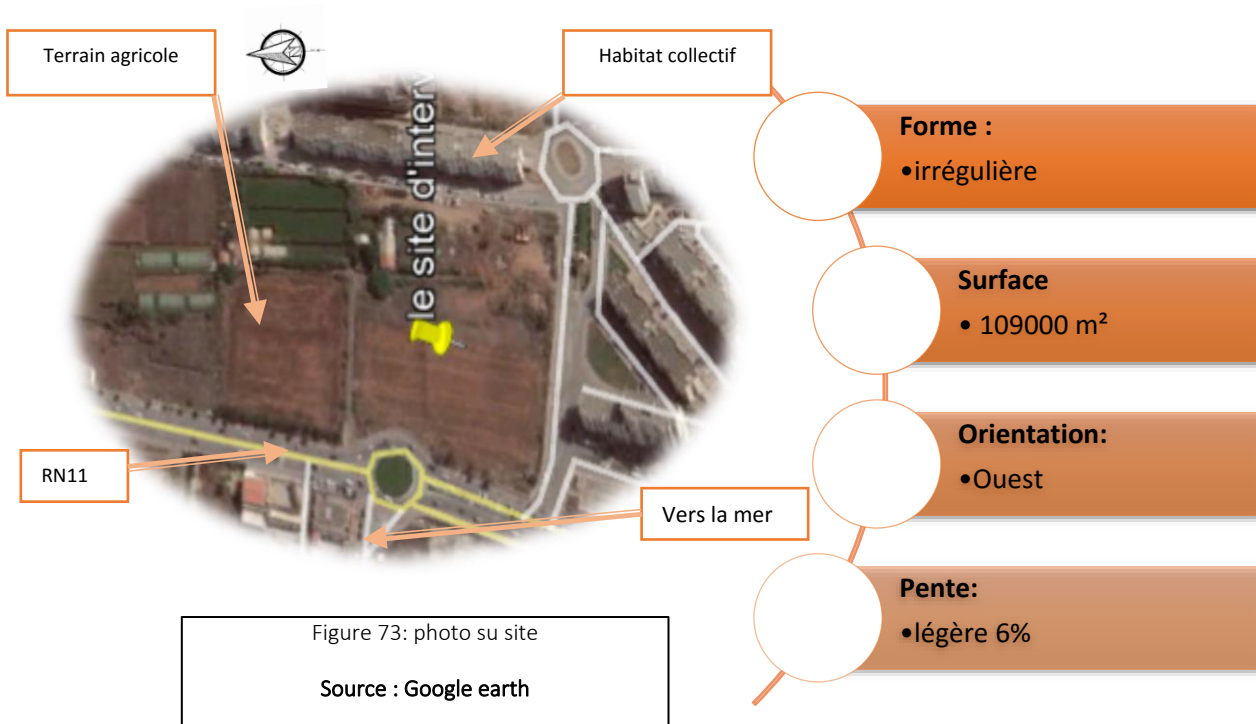 Terrain agricole
Habitat collectif
le site d'interv
RN11
Vers la mer
Figure 73: photo su site
Source : Google earth
Forme :
•irrégulière
Surface
• 109000 m²
Orientation:
•Ouest
Pente:
•légère 6%